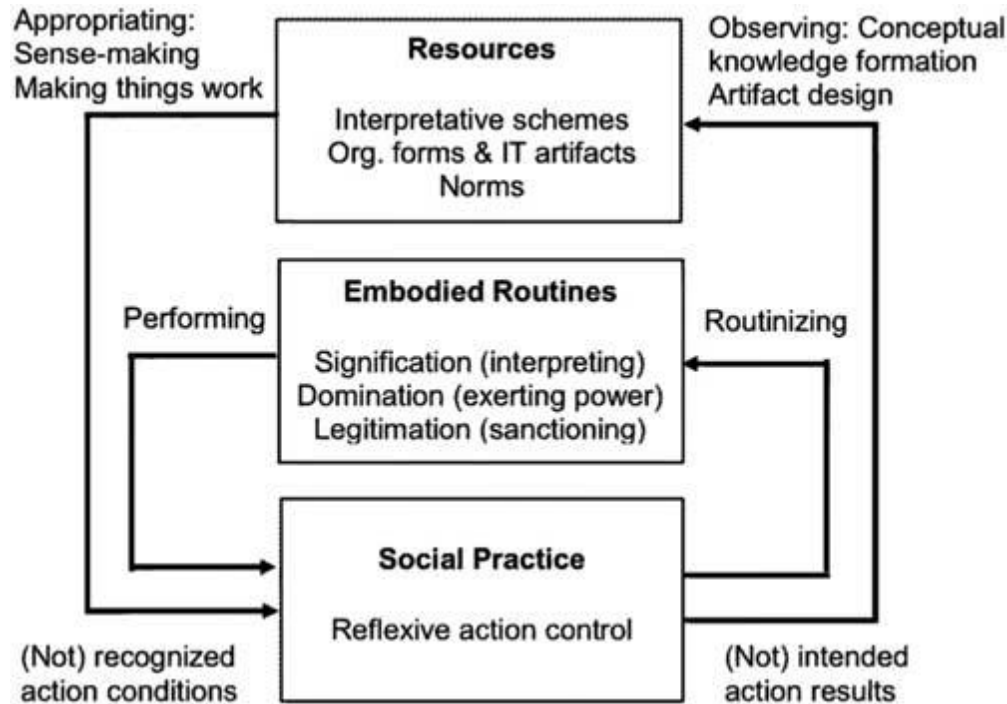 Appropriating:
Sense-making
Making things work
Resources
Interpretative schemes
Org. forms & IT artifacts
Norms
Observing: Conceptual
knowledge formation
Artifact design
Performing
Embodied Routines
Signification (interpreting)
Domination (exerting power)
Legitimation (sanctioning)
Routinizing
Social Practice
Reflexive action control
(Not) recognized
action conditions
(Not) intended
action results